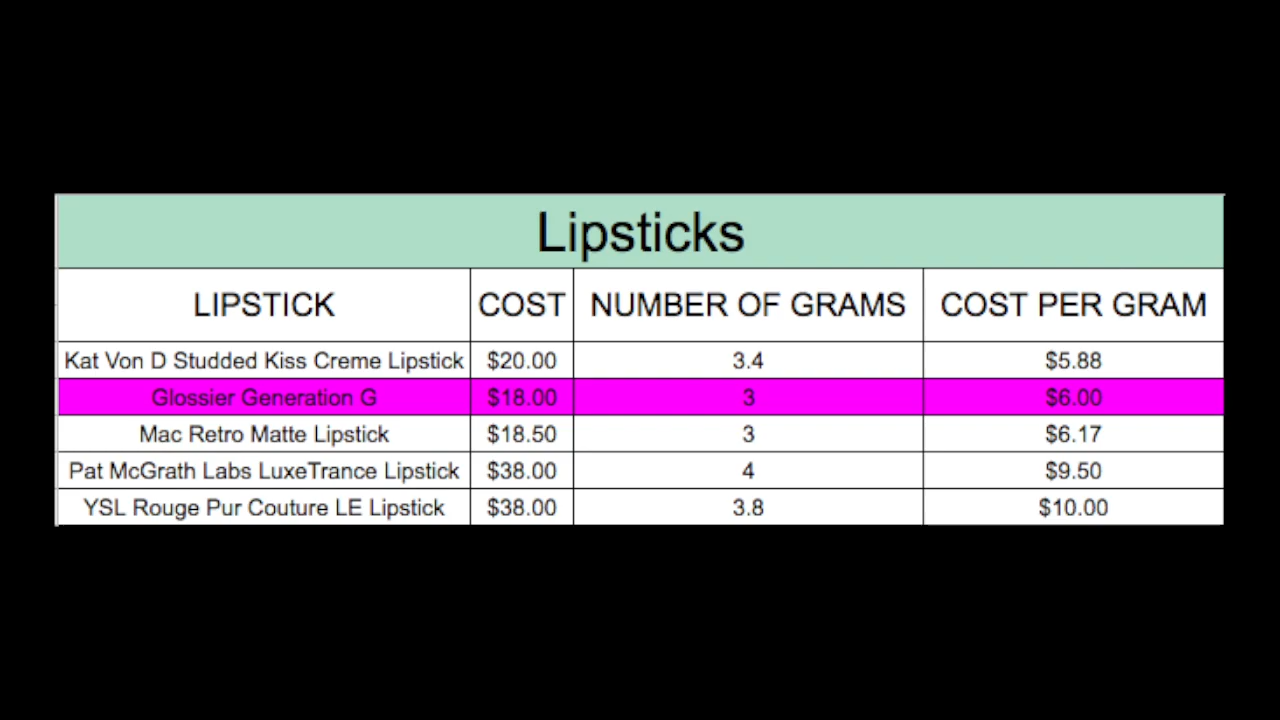 Lipsticks
LIPSTICK COST NUMBER OF GRAMS COST PER GRAM
Kat Von D Studded Kiss Creme Lipstick $20.00 3.4 $5.88
Glossier Generation G $18.00 3 $6.00
Mac Retro Matte Lipstick $18.50 3 $6.17
Pat McGrath Labs LuxeTrance Lipstick $38.00 4 $9.50
YSL Rouge Pur Couture LE Lipstick $38.00 3.8 $10.00